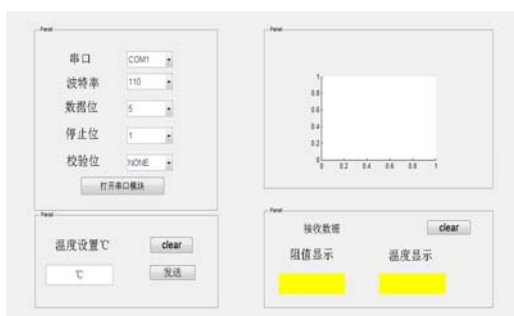 Panel
串口 COM1
波特率 110
数据位 5
停止位 1
校验位 NONE
打开串口模块
Panel
温度设置℃ clear
℃ 发送
Panel
1
0.8
0.6
0.4
0.2
0
0 0.2 0.4 0.6 0.8 1
Panel
接收数据 clear
阻值显示 温度显示